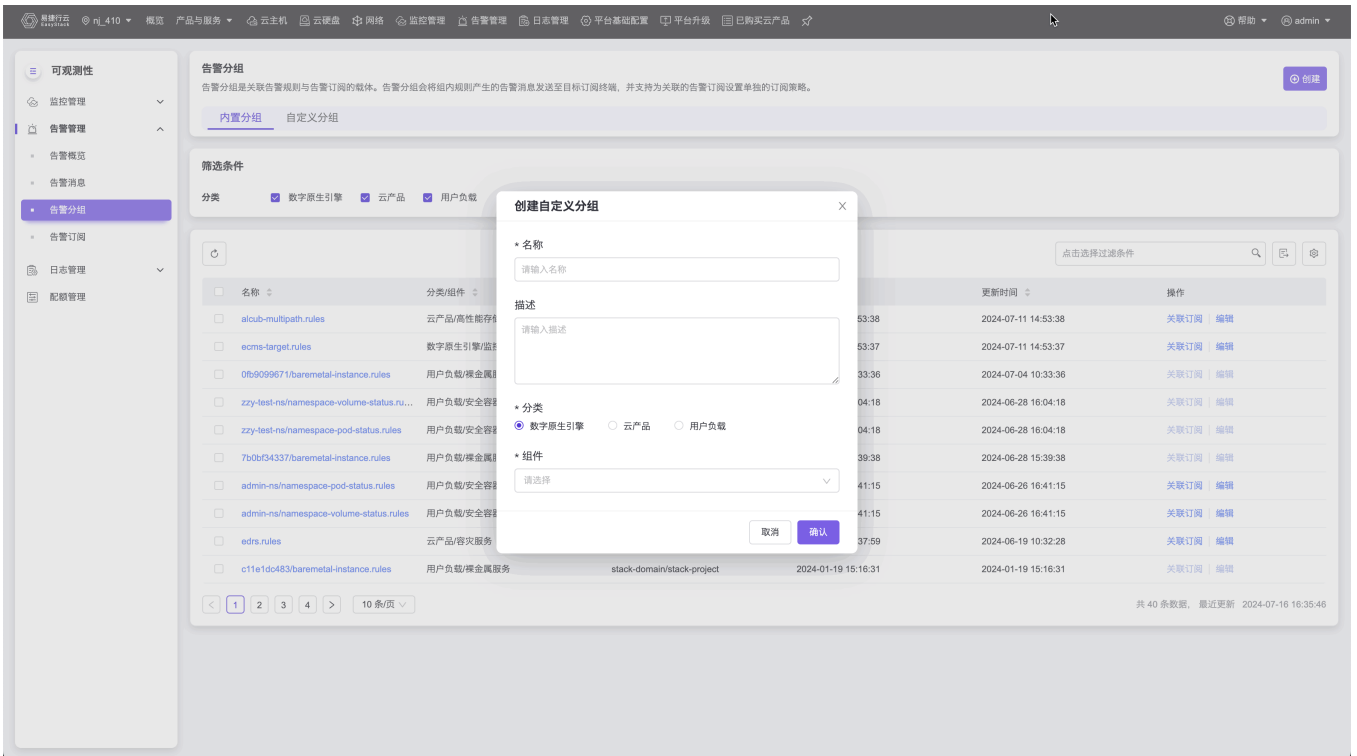 易捷行云 EasyStack nj_410 概览 产品与服务 云主机 云硬盘 网络 监控管理 告警管理 日志管理 平台基础配置 平台升级 已购买云产品 帮助 admin
可观测性
监控管理
告警管理
告警概览
告警消息
告警分组
告警订阅
日志管理
配额管理
告警分组
告警分组是关联告警规则与告警订阅的载体。告警分组会将组内规则产生的告警消息发送至目标订阅终端，并支持为关联的告警订阅设置单独的订阅策略。
创建
内置分组 自定义分组
筛选条件
分类 数字原生引擎 云产品 用户负载
点击选择过滤条件
名称 分类/组件 更新时间 操作
alcub-multipath.rules 云产品/高性能存 53:38 2024-07-11 14:53:38 关联订阅 编辑
ecms-target.rules 数字原生引擎/监 53:37 2024-07-11 14:53:37 关联订阅 编辑
0fb9099671/baremetal-instance.rules 用户负载/裸金属 33:36 2024-07-04 10:33:36 关联订阅 编辑
zzy-test-ns/namespace-volume-status.ru... 用户负载/安全容 04:18 2024-06-28 16:04:18 关联订阅 编辑
zzy-test-ns/namespace-pod-status.rules 用户负载/安全容 04:18 2024-06-28 16:04:18 关联订阅 编辑
7b0bf34337/baremetal-instance.rules 用户负载/裸金属 39:38 2024-06-28 15:39:38 关联订阅 编辑
admin-ns/namespace-pod-status.rules 用户负载/安全容 41:15 2024-06-26 16:41:15 关联订阅 编辑
admin-ns/namespace-volume-status.rules 用户负载/安全容 41:15 2024-06-26 16:41:15 关联订阅 编辑
edrs.rules 云产品/容灾服务 37:59 2024-06-19 10:32:28 关联订阅 编辑
c11e1dc483/baremetal-instance.rules 用户负载/裸金属服务 stack-domain/stack-project 2024-01-19 15:16:31 2024-01-19 15:16:31 关联订阅 编辑
1 2 3 4 10 条/页 共 40 条数据， 最近更新 2024-07-16 16:35:46
创建自定义分组
* 名称
请输入名称
描述
请输入描述
* 分类
数字原生引擎 云产品 用户负载
* 组件
请选择
取消 确认